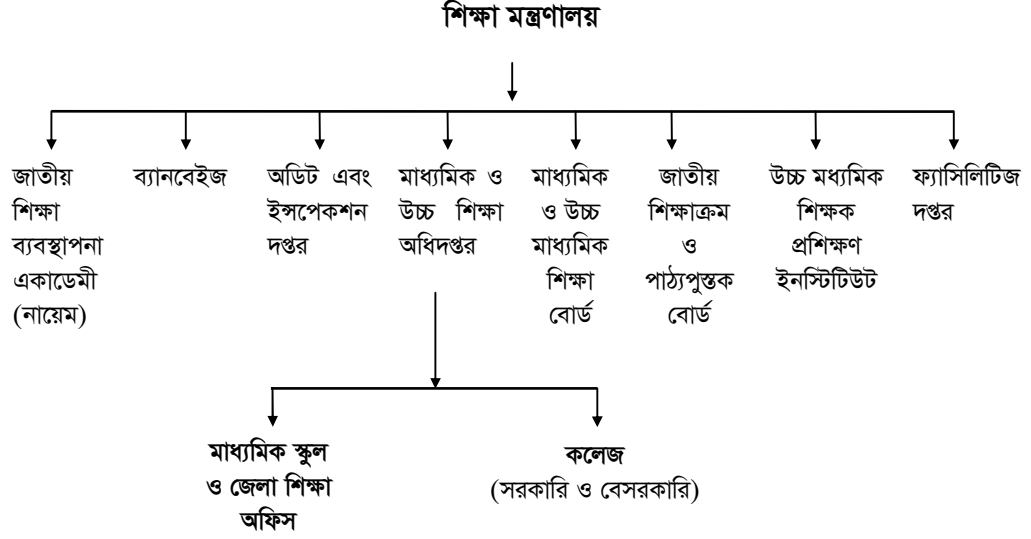 শিক্ষা মন্ত্রণালয়
জাতীয়
শিক্ষা
ব্যবস্থাপনা
একাডেমী
(নায়েম)
ব্যানবেইজ
অডিট এবং
ইন্সপেকশন
দপ্তর
মাধ্যমিক ও
উচ্চ শিক্ষা
অধিদপ্তর
মাধ্যমিক
ও উচ্চ
মাধ্যমিক
শিক্ষা
বোর্ড
জাতীয়
শিক্ষাক্রম
ও
পাঠ্যপুস্তক
বোর্ড
উচ্চ মধ্যমিক
শিক্ষক
প্রশিক্ষণ
ইনস্টিটিউট
ফ্যাসিলিটিজ
দপ্তর
মাধ্যমিক স্কুল
ও জেলা শিক্ষা
অফিস
কলেজ
(সরকারি ও বেসরকারি)